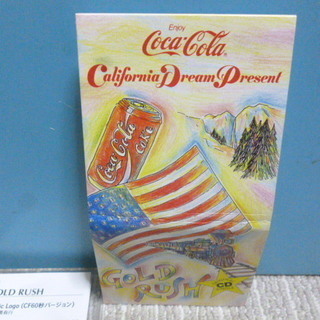 Enjoy
Coca-Cola
California Dream Present
Coca-Cola
Coke
GOLD
RUSH
CD
OLD RUSH
ic Logo (CF60秒バージョン)